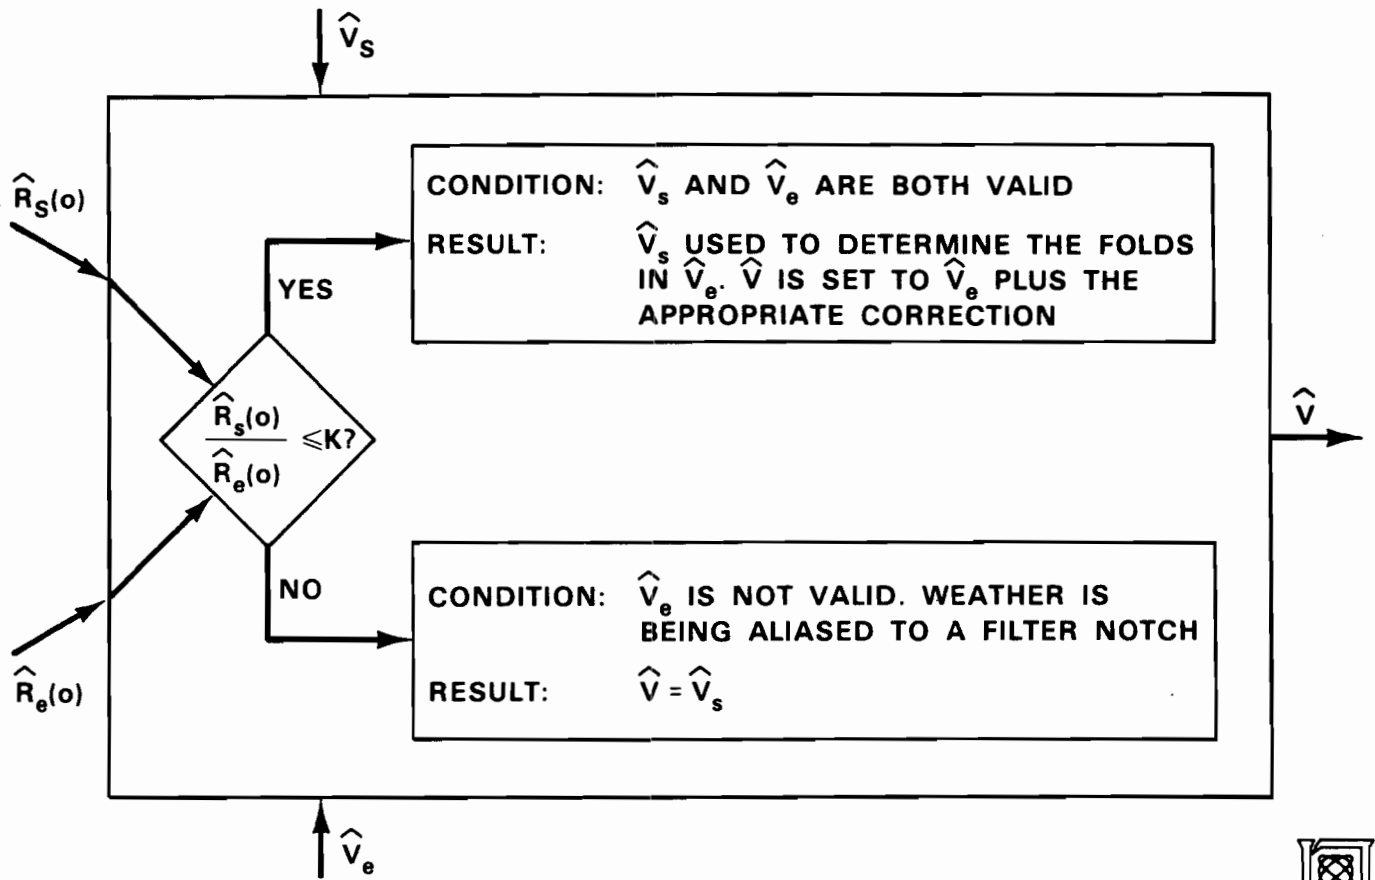 V̂S
R̂S(o)
CONDITION: V̂s AND V̂e ARE BOTH VALID
RESULT: V̂s USED TO DETERMINE THE FOLDS
IN V̂e. V̂ IS SET TO V̂e PLUS THE
APPROPRIATE CORRECTION
YES
R̂s(o)
≤K?
R̂e(o)
V̂
NO
CONDITION: V̂e IS NOT VALID. WEATHER IS
BEING ALIASED TO A FILTER NOTCH
RESULT: V̂ = V̂s
R̂e(o)
V̂e